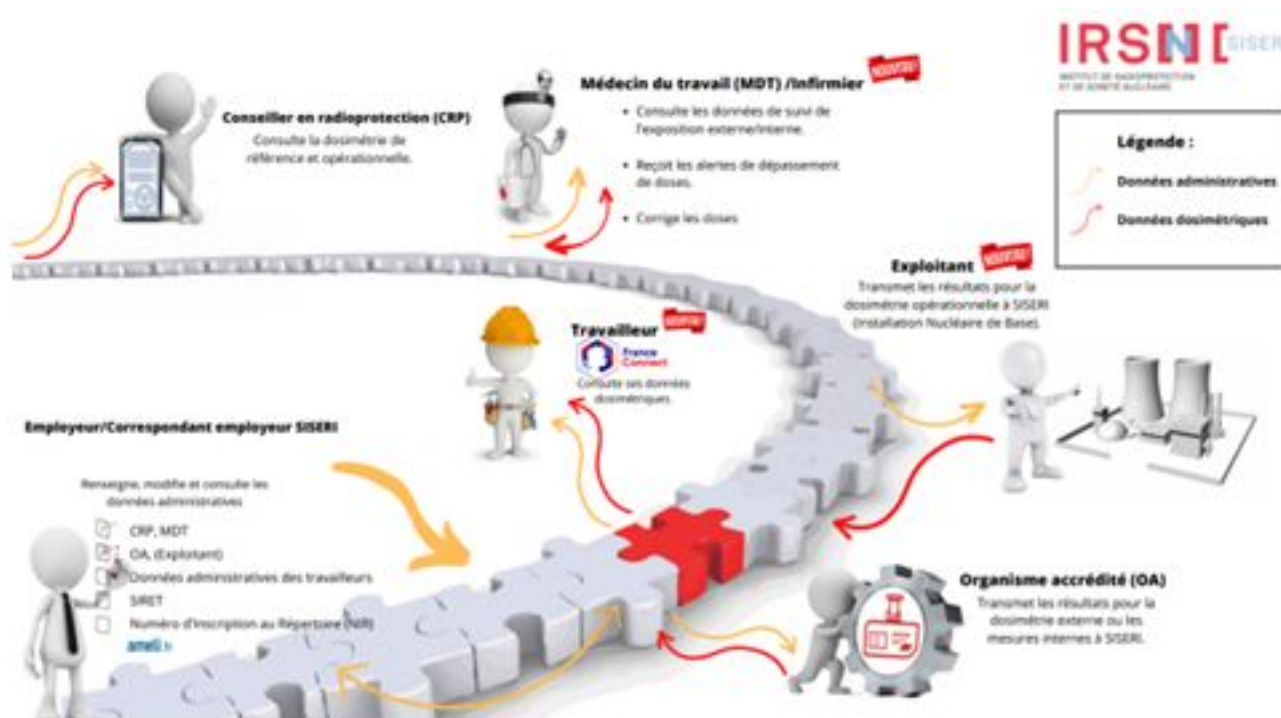 IRSN [ SISERI
INSTITUT DE RADIOPROTECTION
ET DE SÛRETÉ NUCLÉAIRE
Légende :
Données administratives
Données dosimétriques
Conseiller en radioprotection (CRP)
Consulte la dosimétrie de
référence et opérationnelle.
Médecin du travail (MDT) /Infirmier
NOUVEAU !
• Consulte les données de suivi de
l'exposition externe/interne.
• Reçoit les alertes de dépassement
de doses.
• Corrige les doses
Exploitant
NOUVEAU !
Transmet les résultats pour la
dosimétrie opérationnelle à SISERI
(Installation Nucléaire de Base).
Travailleur
NOUVEAU !
France
Connect
Consulte ses données
dosimétriques.
Employeur/Correspondant employeur SISERI
Renseigne, modifie et consulte les
données administratives
CRP, MDT
OA, (Exploitant)
Données administratives des travailleurs
SIRET
Numéro d'Inscription au Répertoire (NIR)
ameli.fr
Organisme accrédité (OA)
Transmet les résultats pour la
dosimétrie externe ou les
mesures internes à SISERI.